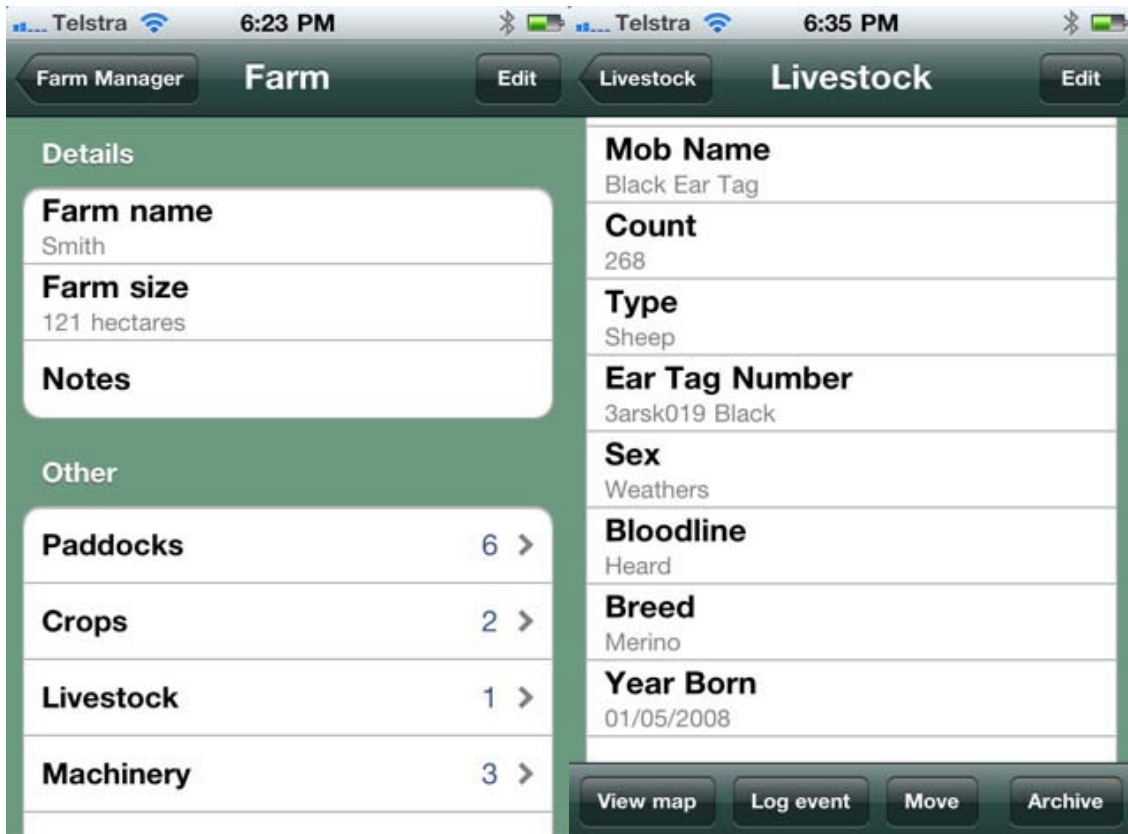 Telstra 6:23 PM
Farm Manager Farm Edit
Details
Farm name
Smith
Farm size
121 hectares
Notes
Other
Paddocks 6
Crops 2
Livestock 1
Machinery 3
Telstra 6:35 PM
Livestock Livestock Edit
Mob Name
Black Ear Tag
Count
268
Type
Sheep
Ear Tag Number
3arsk019 Black
Sex
Weathers
Bloodline
Heard
Breed
Merino
Year Born
01/05/2008
View map Log event Move Archive